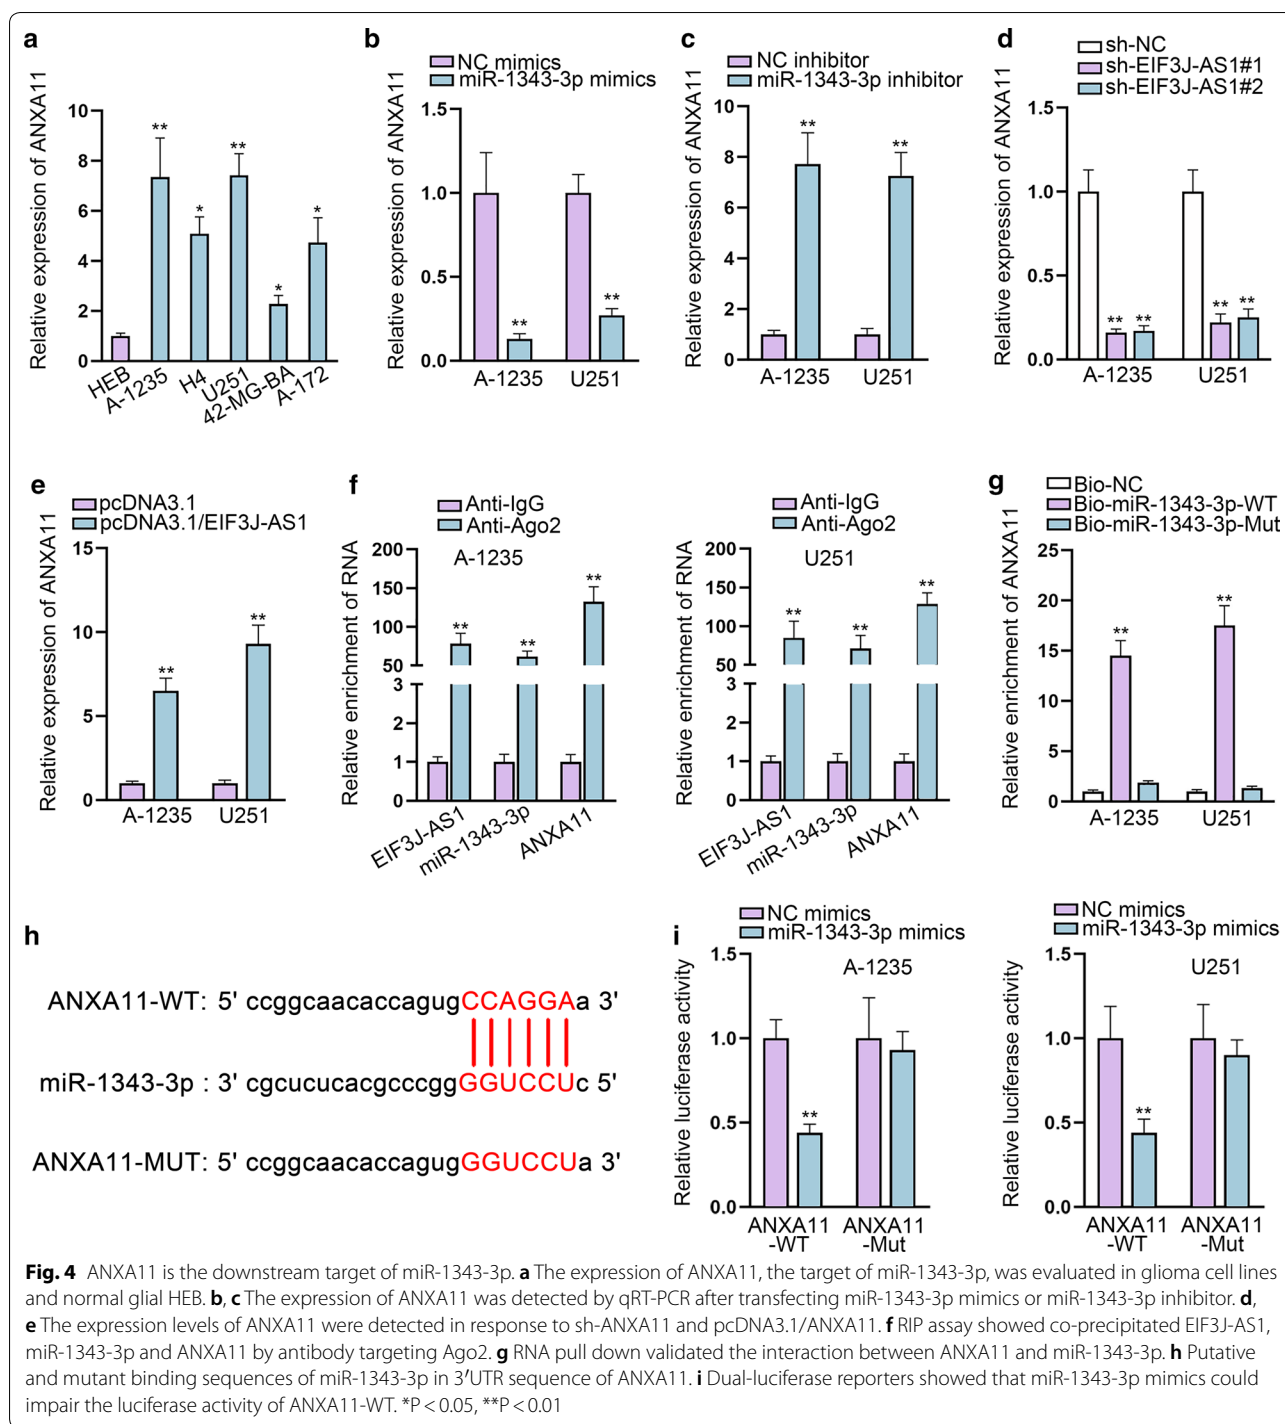 a
Relative expression of ANXA11
10
8
6
4
2
0
**
*
**
*
*
HEB
A-1235
H4
U251
42-MG-BA
A-172
b
NC mimics
miR-1343-3p mimics
Relative expression of ANXA11
1.5
1.0
0.5
0.0
**
**
A-1235
U251
c
NC inhibitor
miR-1343-3p inhibitor
Relative expression of ANXA11
10
8
6
4
2
0
**
**
A-1235
U251
d
sh-NC
sh-EIF3J-AS1#1
sh-EIF3J-AS1#2
Relative expression of ANXA11
1.5
1.0
0.5
0.0
** **
** **
A-1235
U251
e
pcDNA3.1
pcDNA3.1/EIF3J-AS1
Relative expression of ANXA11
15
10
5
0
**
**
A-1235
U251
f
Anti-IgG
Anti-Ago2
A-1235
Relative enrichment of RNA
200
150
100
50
3
2
1
0
**
**
**
EIF3J-AS1
miR-1343-3p
ANXA11
Anti-IgG
Anti-Ago2
U251
Relative enrichment of RNA
200
150
100
50
3
2
1
0
**
**
**
EIF3J-AS1
miR-1343-3p
ANXA11
g
Bio-NC
Bio-miR-1343-3p-WT
Bio-miR-1343-3p-Mut
Relative enrichment of ANXA11
25
20
15
10
5
0
**
**
A-1235
U251
h
ANXA11-WT: 5' ccggcaacaccagugCCAGGAa 3'
miR-1343-3p : 3' cgcucucacgcccggGGUCCUc 5'
ANXA11-MUT: 5' ccggcaacaccagugGGUCCUa 3'
i
NC mimics
miR-1343-3p mimics
A-1235
Relative luciferase activity
1.5
1.0
0.5
0.0
**
ANXA11
-WT
ANXA11
-Mut
NC mimics
miR-1343-3p mimics
U251
Relative luciferase activity
1.5
1.0
0.5
0.0
**
ANXA11
-WT
ANXA11
-Mut
Fig. 4 ANXA11 is the downstream target of miR-1343-3p. a The expression of ANXA11, the target of miR-1343-3p, was evaluated in glioma cell lines
and normal glial HEB. b, c The expression of ANXA11 was detected by qRT-PCR after transfecting miR-1343-3p mimics or miR-1343-3p inhibitor. d,
e The expression levels of ANXA11 were detected in response to sh-ANXA11 and pcDNA3.1/ANXA11. f RIP assay showed co-precipitated EIF3J-AS1,
miR-1343-3p and ANXA11 by antibody targeting Ago2. g RNA pull down validated the interaction between ANXA11 and miR-1343-3p. h Putative
and mutant binding sequences of miR-1343-3p in 3′UTR sequence of ANXA11. i Dual-luciferase reporters showed that miR-1343-3p mimics could
impair the luciferase activity of ANXA11-WT. *P < 0.05, **P < 0.01